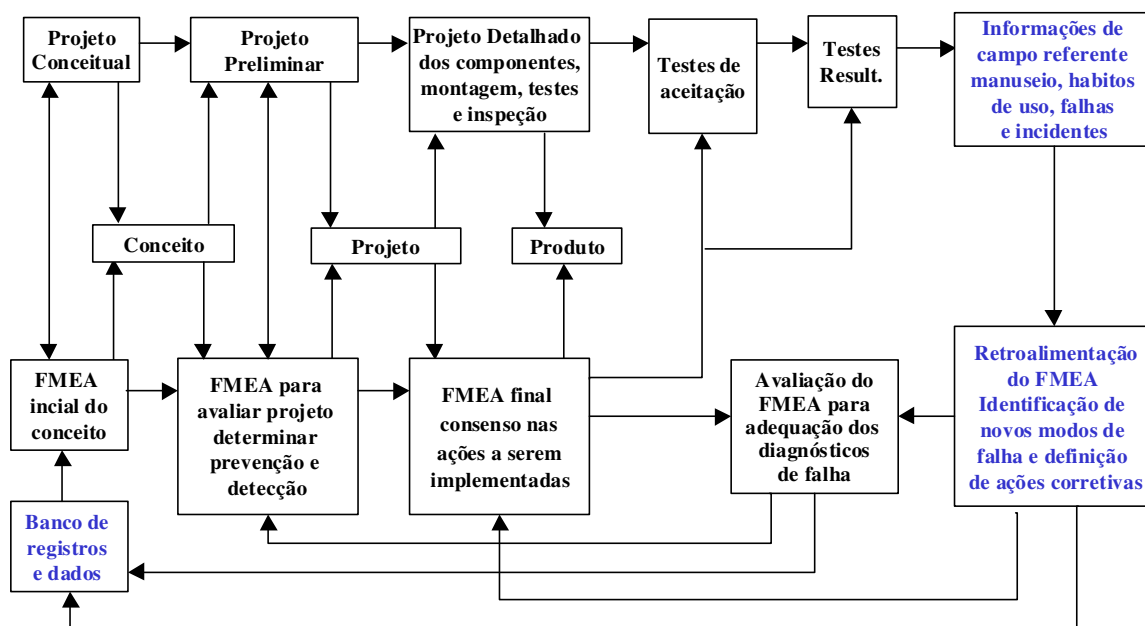 Projeto
Conceitual
Projeto
Preliminar
Projeto Detalhado
dos componentes,
montagem, testes
e inspeção
Testes de
aceitação
Testes
Result.
Informações de
campo referente
manuseio, habitos
de uso, falhas
e incidentes
Conceito
Projeto
Produto
FMEA
incial do
conceito
FMEA para
avaliar projeto
determinar
prevenção e
detecção
FMEA final
consenso nas
ações a serem
implementadas
Avaliação do
FMEA para
adequação dos
diagnósticos
de falha
Retroalimentação
do FMEA
Identificação de
novos modos de
falha e definição
de ações corretivas
Banco de
registros
e dados